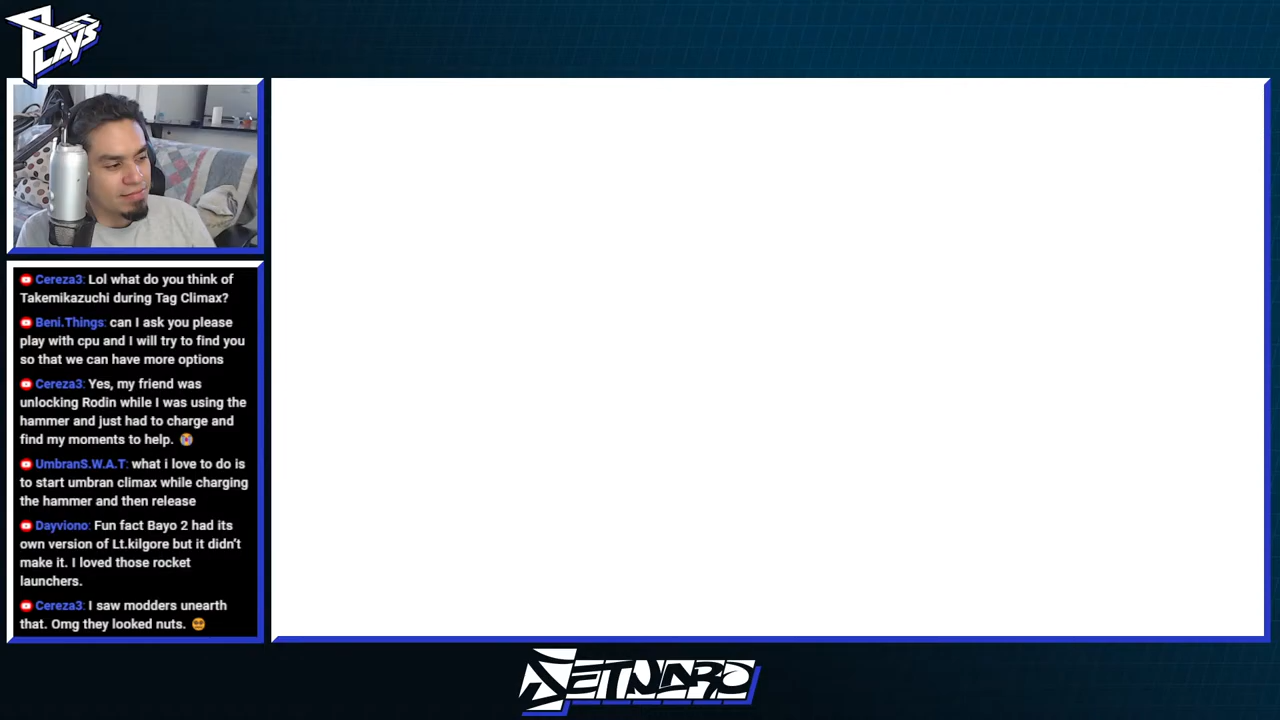 SET
PLAYS
Cereza3: Lol what do you think of
Takemikazuchi during Tag Climax?
Beni.Things: can I ask you please
play with cpu and I will try to find you
so that we can have more options
Cereza3: Yes, my friend was
unlocking Rodin while I was using the
hammer and just had to charge and
find my moments to help. 😭
UmbranS.W.A.T: what i love to do is
to start umbran climax while charging
the hammer and then release
Dayviono: Fun fact Bayo 2 had its
own version of Lt.kilgore but it didn't
make it. I loved those rocket
launchers.
Cereza3: I saw modders unearth
that. Omg they looked nuts. 😵
SETNARO